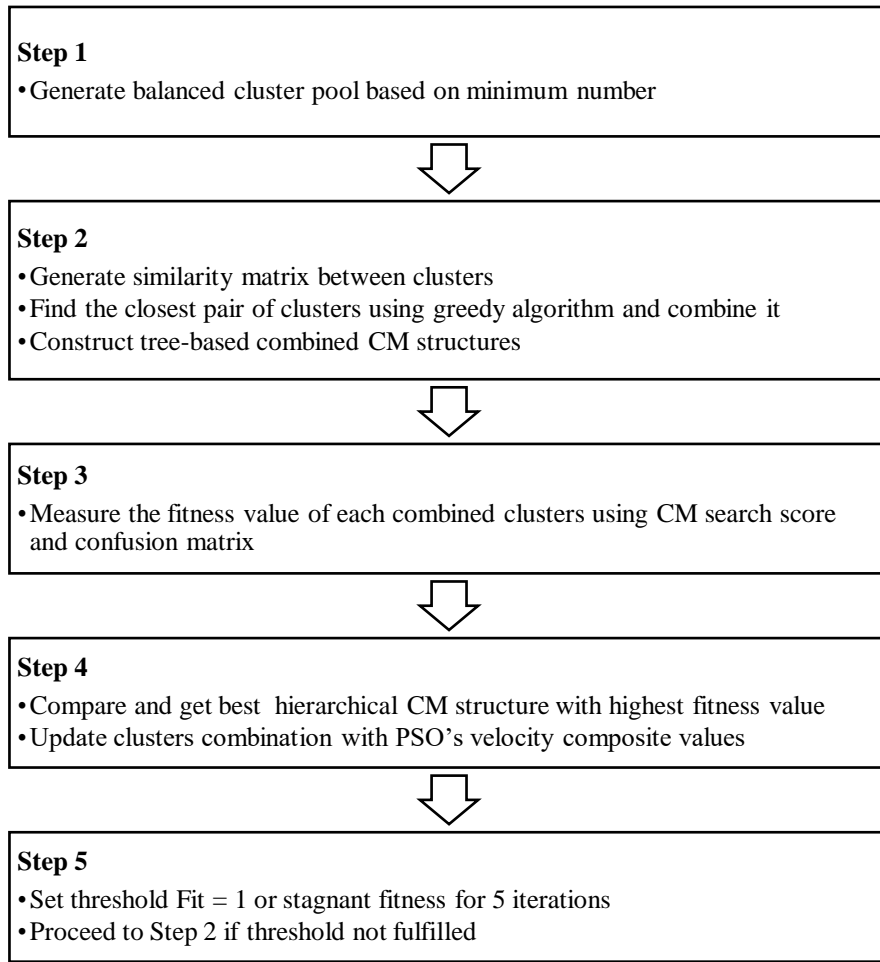 Step 1
•Generate balanced cluster pool based on minimum number
Step 2
•Generate similarity matrix between clusters
•Find the closest pair of clusters using greedy algorithm and combine it
•Construct tree-based combined CM structures
Step 3
•Measure the fitness value of each combined clusters using CM search score
and confusion matrix
Step 4
•Compare and get best hierarchical CM structure with highest fitness value
•Update clusters combination with PSO’s velocity composite values
Step 5
•Set threshold Fit = 1 or stagnant fitness for 5 iterations
•Proceed to Step 2 if threshold not fulfilled